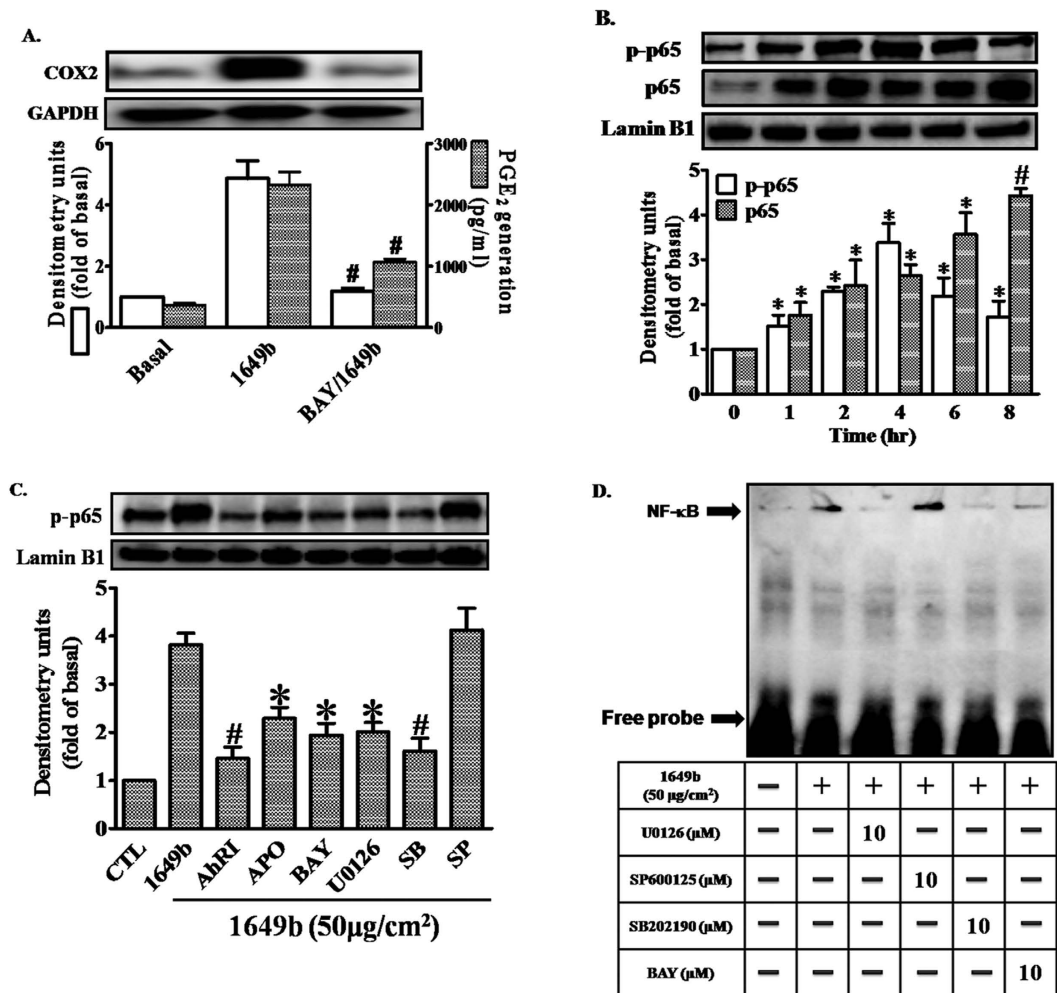 A.
COX2
GAPDH
Densitometry units
(fold of basal)
6
4
2
0
3000
2000
1000
0
PGE2 generation
(pg/ml)
#
#
Basal
1649b
BAY/1649b
B.
p-p65
p65
Lamin B1
Densitometry units
(fold of basal)
5
4
3
2
1
0
p-p65
p65
* * * * * * * * * #
0 1 2 4 6 8
Time (hr)
C.
p-p65
Lamin B1
Densitometry units
(fold of basal)
5
4
3
2
1
0
# * * * #
CTL
1649b
AhRI
APO
BAY
U0126
SB
SP
1649b (50µg/cm²)
D.
NF-κB
Free probe
1649b
(50 µg/cm²)
− + + + + +
U0126 (µM) − − 10 − − −
SP600125 (µM) − − − 10 − −
SB202190 (µM) − − − − 10 −
BAY (µM) − − − − − 10